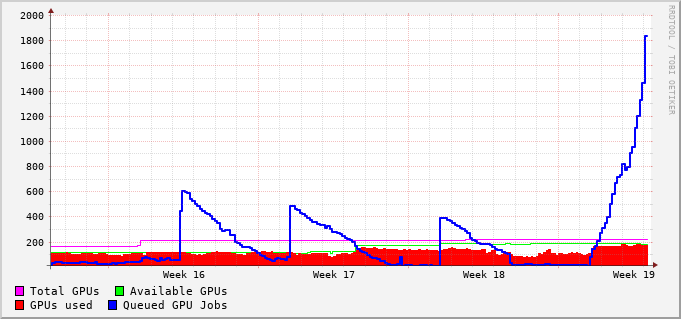 2000
1800
1600
1400
1200
1000
800
600
400
200
Week 16 Week 17 Week 18 Week 19
Total GPUs Available GPUs
GPUs used Queued GPU Jobs
RRDTOOL / TOBI OETIKER